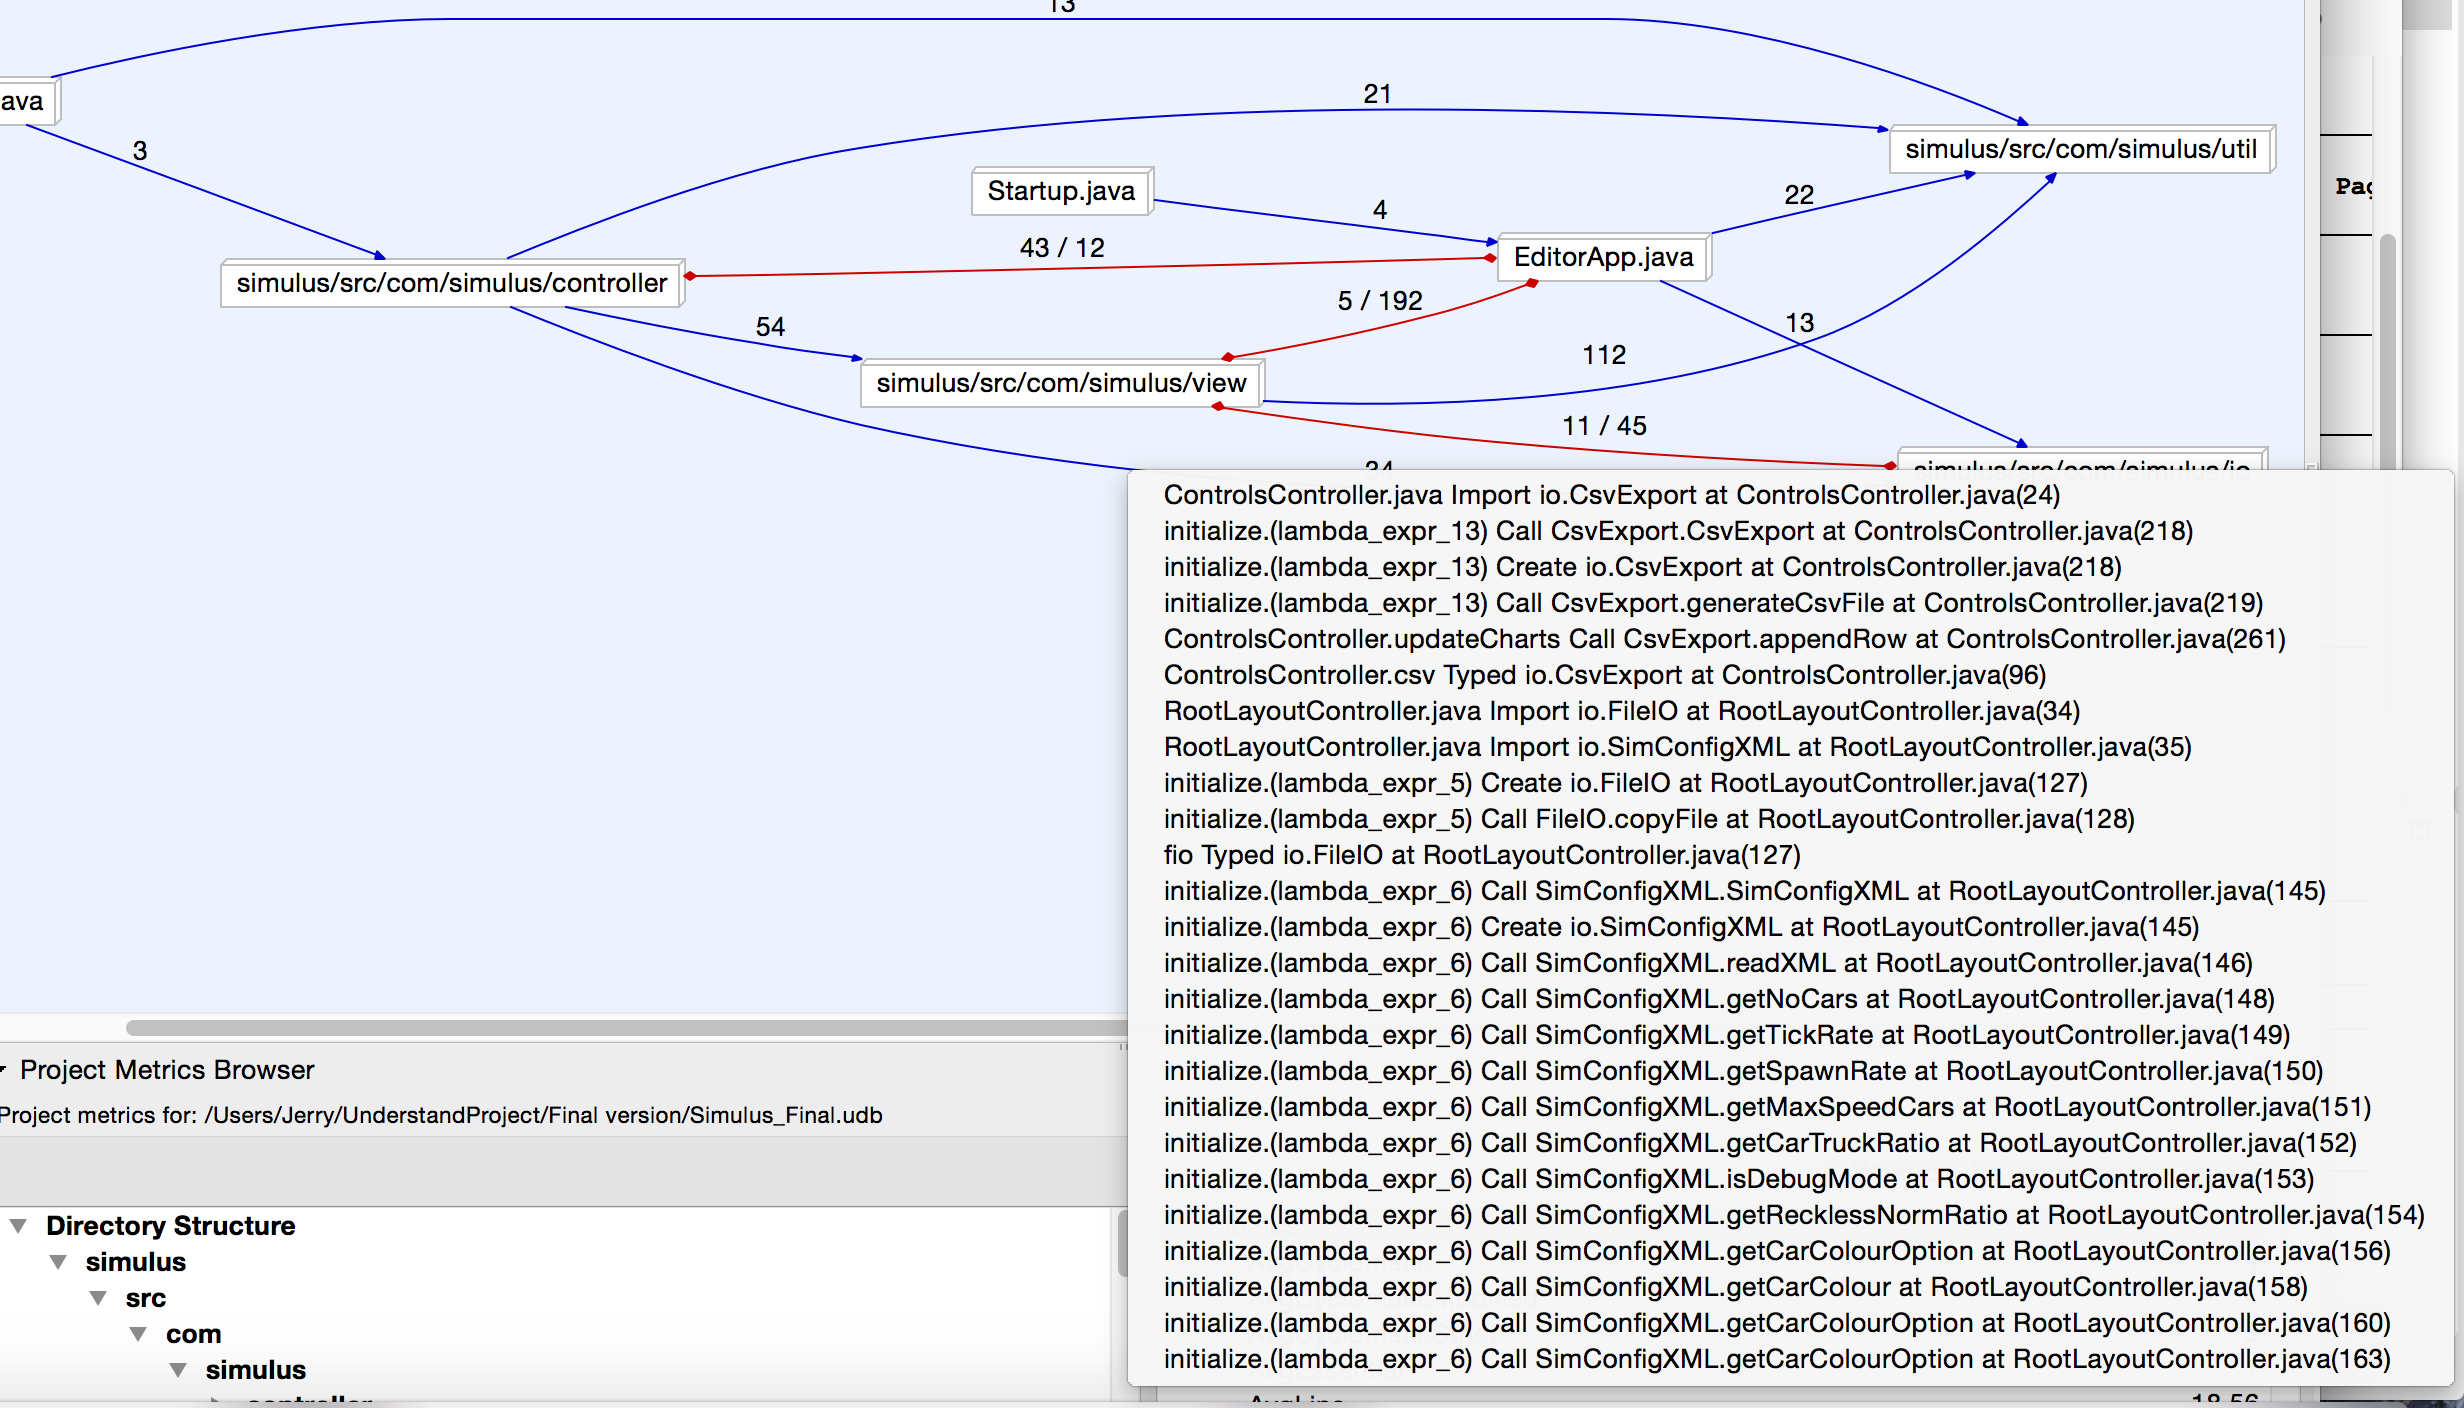 13
ava
21
3
simulus/src/com/simulus/util
Startup.java
22
4
43 / 12
EditorApp.java
simulus/src/com/simulus/controller
5 / 192
54
13
112
simulus/src/com/simulus/view
11 / 45
34
simulus/src/com/simulus/io
ControlsController.java Import io.CsvExport at ControlsController.java(24)
initialize.(lambda_expr_13) Call CsvExport.CsvExport at ControlsController.java(218)
initialize.(lambda_expr_13) Create io.CsvExport at ControlsController.java(218)
initialize.(lambda_expr_13) Call CsvExport.generateCsvFile at ControlsController.java(219)
ControlsController.updateCharts Call CsvExport.appendRow at ControlsController.java(261)
ControlsController.csv Typed io.CsvExport at ControlsController.java(96)
RootLayoutController.java Import io.FileIO at RootLayoutController.java(34)
RootLayoutController.java Import io.SimConfigXML at RootLayoutController.java(35)
initialize.(lambda_expr_5) Create io.FileIO at RootLayoutController.java(127)
initialize.(lambda_expr_5) Call FileIO.copyFile at RootLayoutController.java(128)
fio Typed io.FileIO at RootLayoutController.java(127)
initialize.(lambda_expr_6) Call SimConfigXML.SimConfigXML at RootLayoutController.java(145)
initialize.(lambda_expr_6) Create io.SimConfigXML at RootLayoutController.java(145)
initialize.(lambda_expr_6) Call SimConfigXML.readXML at RootLayoutController.java(146)
initialize.(lambda_expr_6) Call SimConfigXML.getNoCars at RootLayoutController.java(148)
initialize.(lambda_expr_6) Call SimConfigXML.getTickRate at RootLayoutController.java(149)
initialize.(lambda_expr_6) Call SimConfigXML.getSpawnRate at RootLayoutController.java(150)
initialize.(lambda_expr_6) Call SimConfigXML.getMaxSpeedCars at RootLayoutController.java(151)
initialize.(lambda_expr_6) Call SimConfigXML.getCarTruckRatio at RootLayoutController.java(152)
initialize.(lambda_expr_6) Call SimConfigXML.isDebugMode at RootLayoutController.java(153)
initialize.(lambda_expr_6) Call SimConfigXML.getRecklessNormRatio at RootLayoutController.java(154)
initialize.(lambda_expr_6) Call SimConfigXML.getCarColourOption at RootLayoutController.java(156)
initialize.(lambda_expr_6) Call SimConfigXML.getCarColour at RootLayoutController.java(158)
initialize.(lambda_expr_6) Call SimConfigXML.getCarColourOption at RootLayoutController.java(160)
initialize.(lambda_expr_6) Call SimConfigXML.getCarColourOption at RootLayoutController.java(163)
Project Metrics Browser
Project metrics for: /Users/Jerry/UnderstandProject/Final version/Simulus_Final.udb
Directory Structure
simulus
src
com
simulus
controller
AvgLine